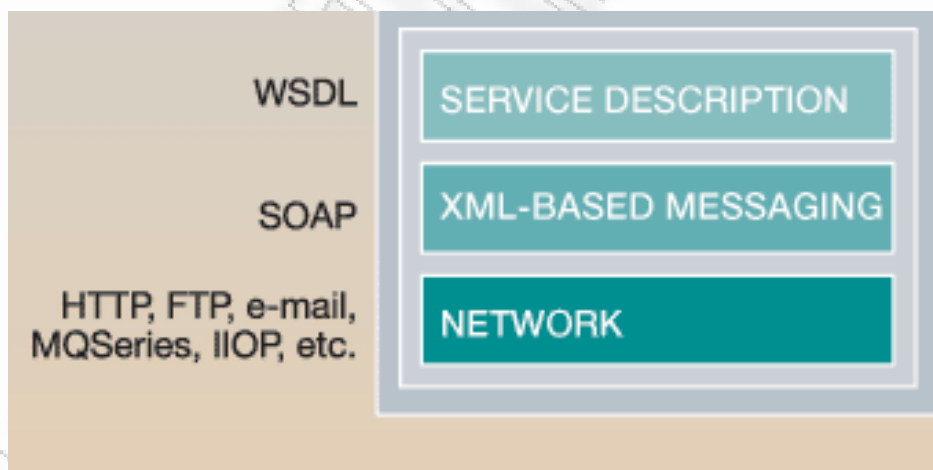 WSDL
SERVICE DESCRIPTION
SOAP
XML-BASED MESSAGING
HTTP, FTP, e-mail,
MQSeries, IIOP, etc.
NETWORK